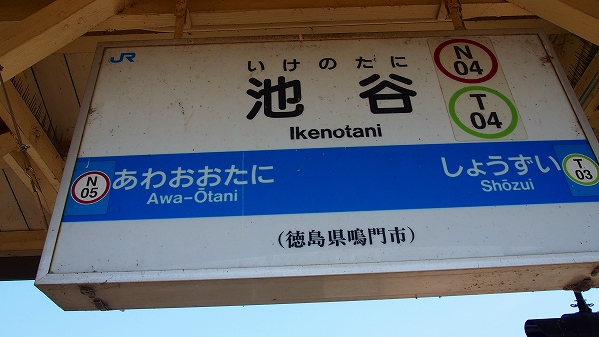 JR
いけのたに
池谷
Ikenotani
N
04
T
04
N
05
あわおおたに
Awa-Ōtani
しょうずい
Shōzui
T
03
(徳島県鳴門市)